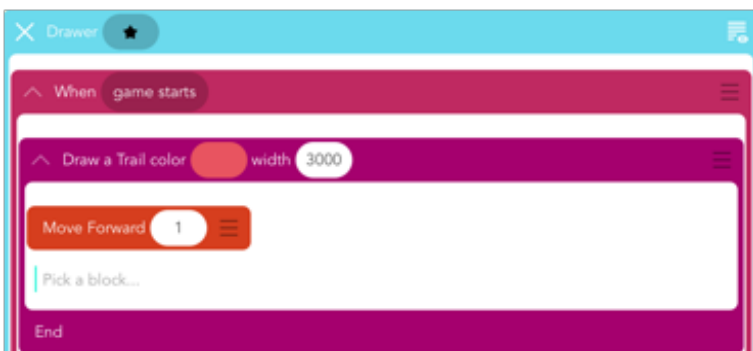 Drawer
When game starts
Draw a Trail color width 3000
Move Forward 1
Pick a block...
End